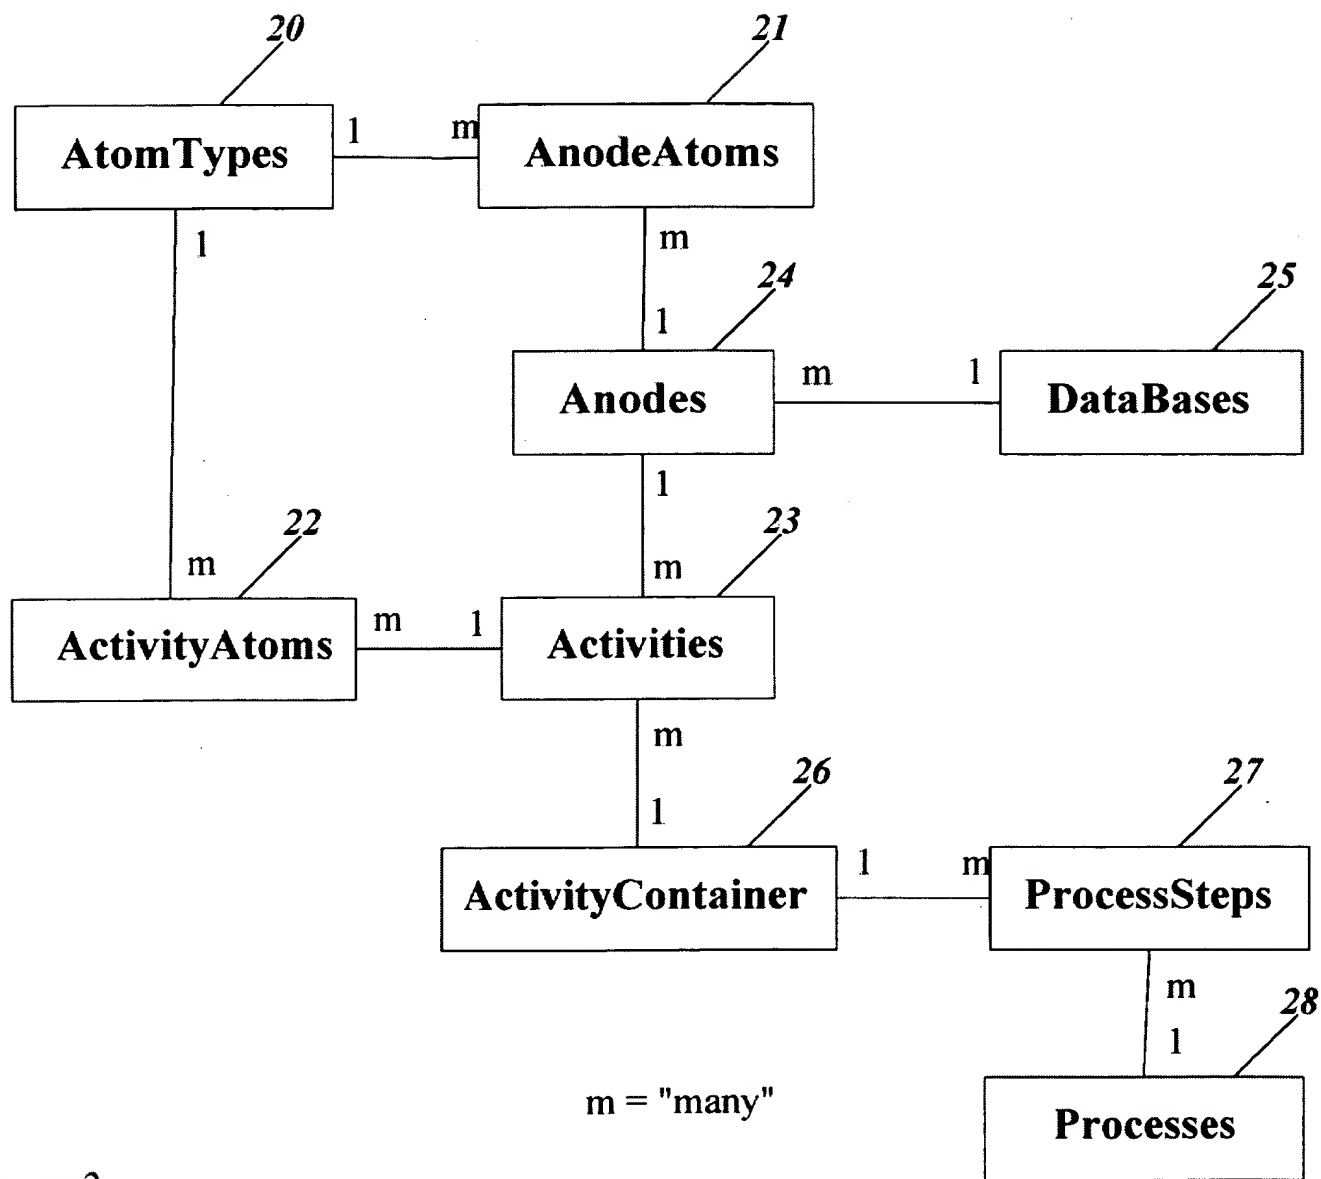 20
21
AtomTypes
1
m
AnodeAtoms
1
m
24
25
1
Anodes
m
1
DataBases
1
22
23
m
m
ActivityAtoms
m
1
Activities
m
26
27
1
ActivityContainer
1
m
ProcessSteps
m
28
1
m = "many"
Processes